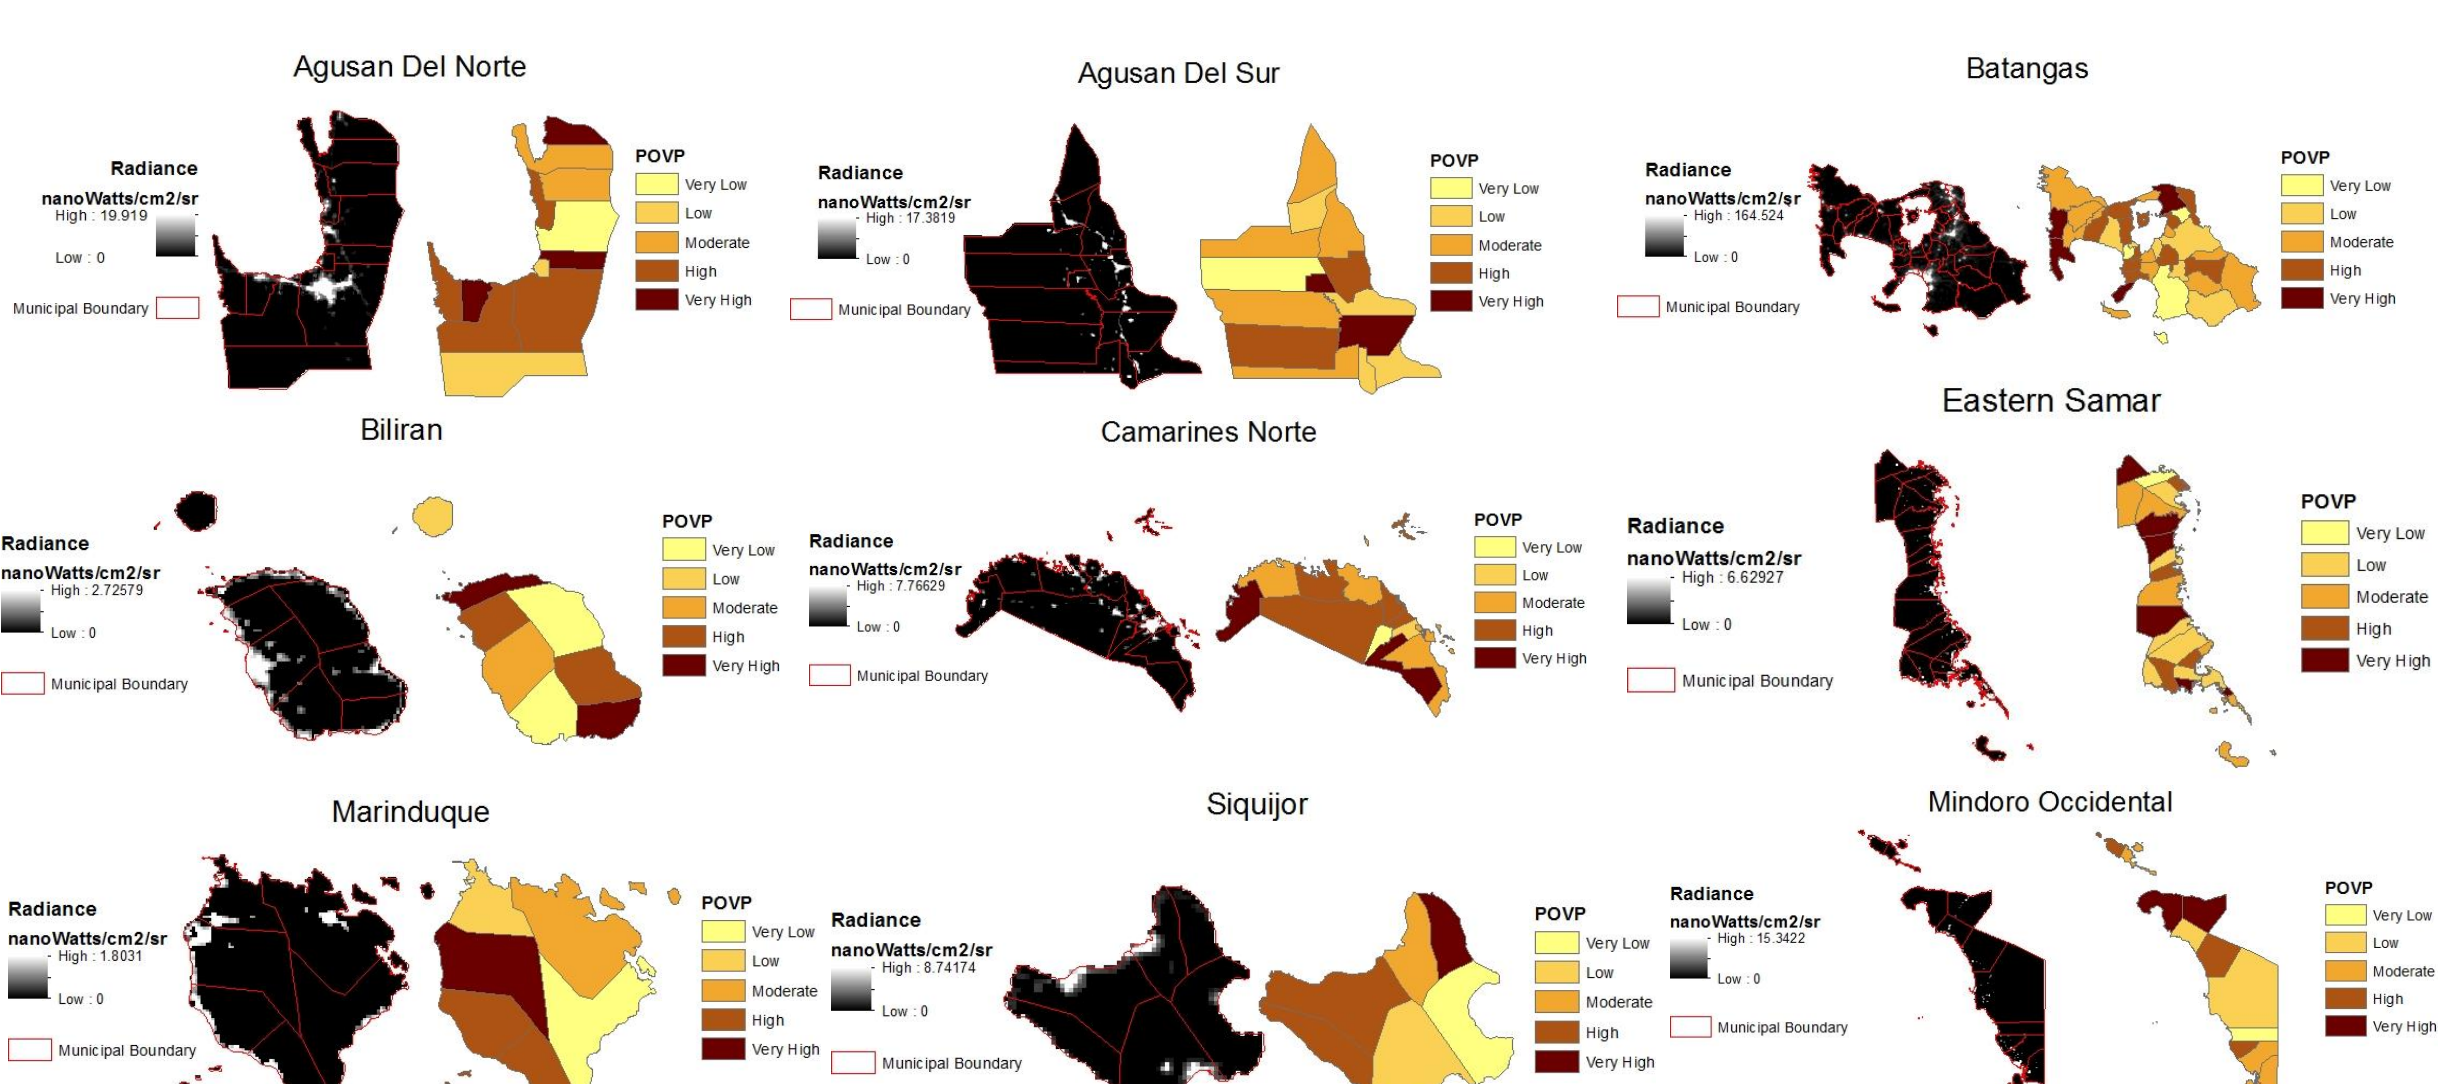 Agusan Del Norte
Radiance
nanoWatts/cm2/sr
High : 19.919
Low : 0
Municipal Boundary
POVP
Very Low
Low
Moderate
High
Very High
Agusan Del Sur
Radiance
nanoWatts/cm2/sr
High : 17.3819
Low : 0
Municipal Boundary
POVP
Very Low
Low
Moderate
High
Very High
Batangas
Radiance
nanoWatts/cm2/sr
High : 164.524
Low : 0
Municipal Boundary
POVP
Very Low
Low
Moderate
High
Very High
Biliran
Radiance
nanoWatts/cm2/sr
High : 2.72579
Low : 0
Municipal Boundary
POVP
Very Low
Low
Moderate
High
Very High
Camarines Norte
Radiance
nanoWatts/cm2/sr
High : 7.76629
Low : 0
Municipal Boundary
POVP
Very Low
Low
Moderate
High
Very High
Eastern Samar
Radiance
nanoWatts/cm2/sr
High : 6.62927
Low : 0
Municipal Boundary
POVP
Very Low
Low
Moderate
High
Very High
Marinduque
Radiance
nanoWatts/cm2/sr
High : 1.8031
Low : 0
Municipal Boundary
POVP
Very Low
Low
Moderate
High
Very High
Siquijor
Radiance
nanoWatts/cm2/sr
High : 8.74174
Low : 0
Municipal Boundary
POVP
Very Low
Low
Moderate
High
Very High
Mindoro Occidental
Radiance
nanoWatts/cm2/sr
High : 15.3422
Low : 0
Municipal Boundary
POVP
Very Low
Low
Moderate
High
Very High